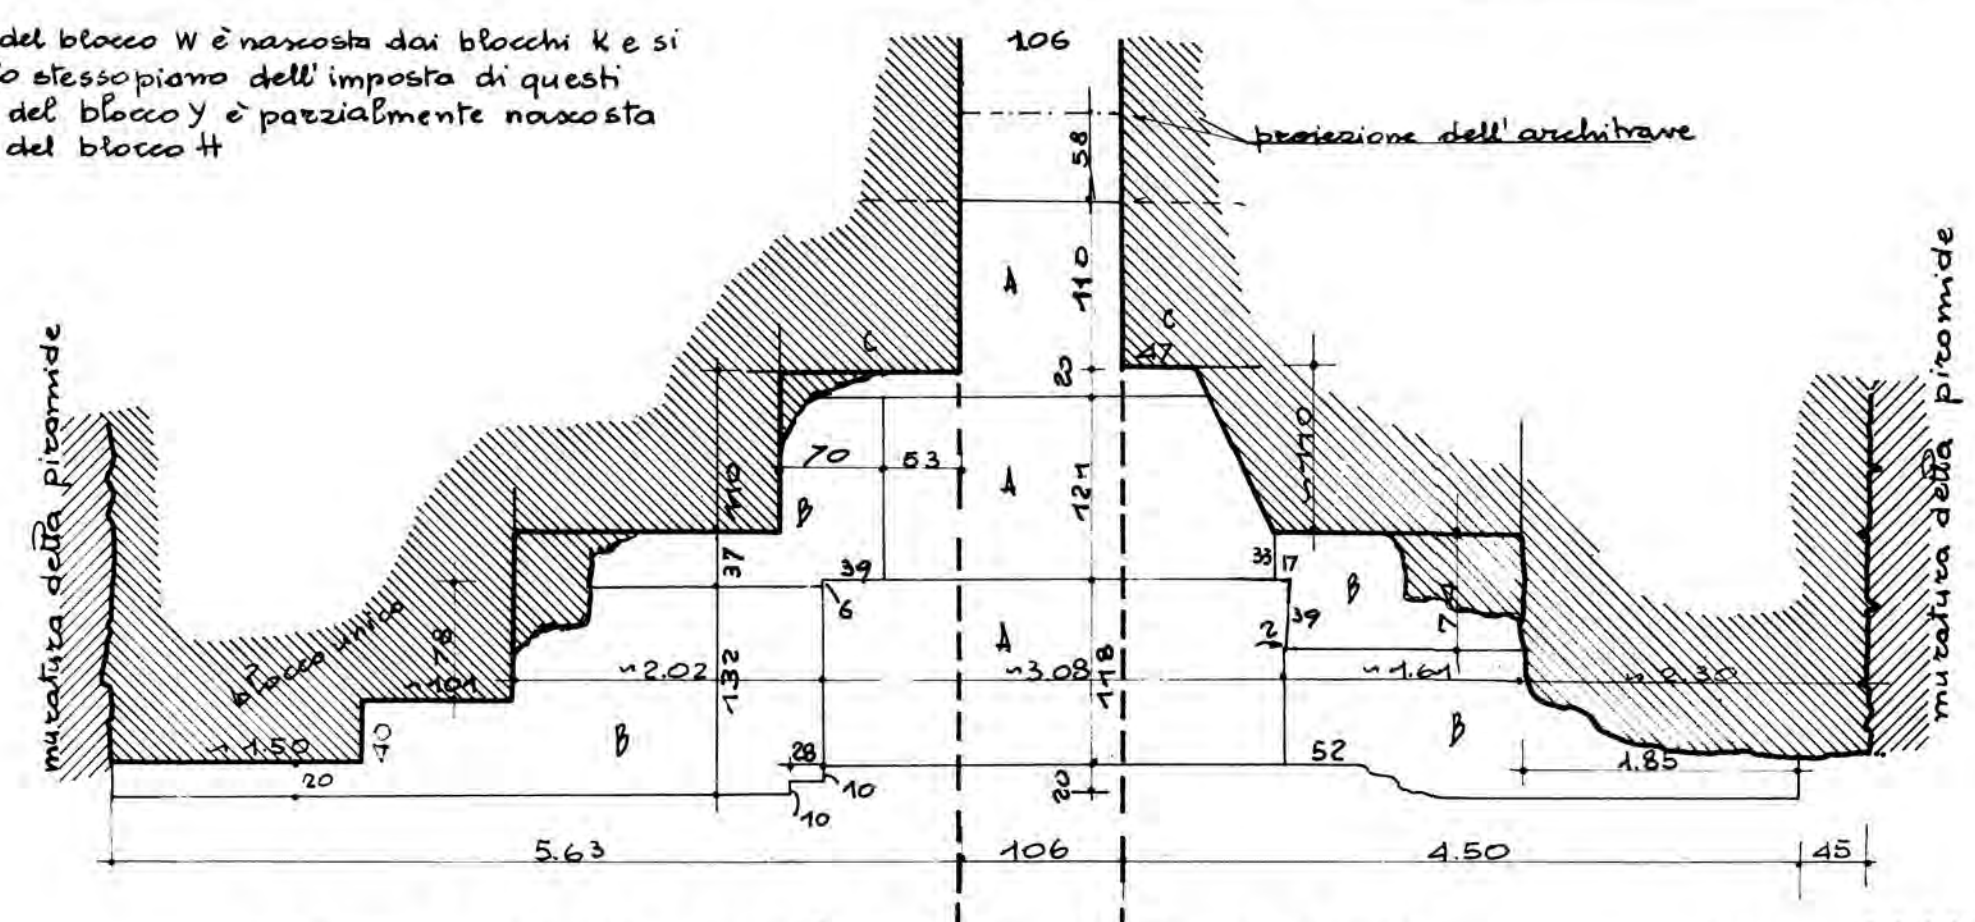 del blocco W è nascosta dai blocchi K e si
o stesso piano dell'imposta di questi
del blocco Y è parzialmente nascosta
del blocco H
106
proiezione dell'architrave
58
A
110
C
C
47
20
muratura della piramide
muratura della piramide
~110
110
70
53
A
121
B
37
39
6
33
17
B
39
2
74
blocco unico
78
~101
~2.02
132
A
~3.08
118
~1.61
~2.30
B
B
~1.50
40
20
28
10
10
20
52
1.85
5.63
106
4.50
45